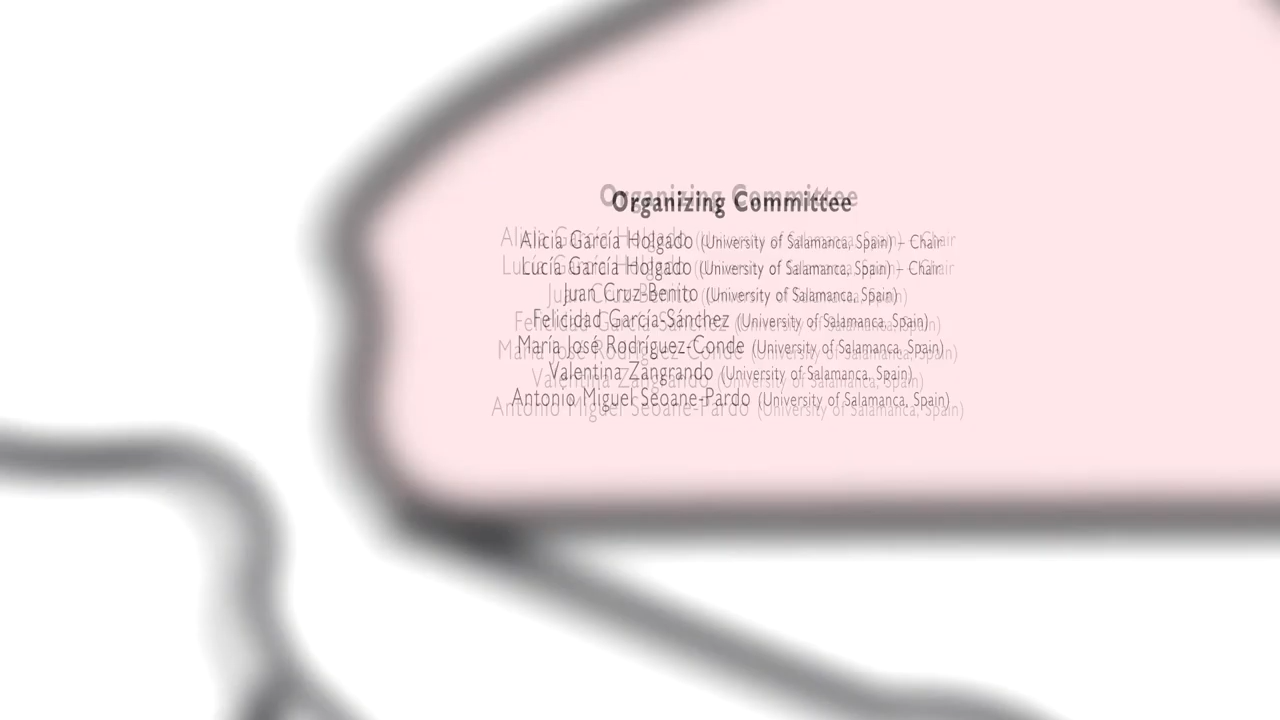 Organizing Committee
Alicia García Holgado (University of Salamanca, Spain) – Chair
Lucía García Holgado (University of Salamanca, Spain) – Chair
Juan Cruz-Benito (University of Salamanca, Spain)
Felicidad García-Sánchez (University of Salamanca, Spain)
María José Rodríguez-Conde (University of Salamanca, Spain)
Valentina Zangrando (University of Salamanca, Spain)
Antonio Miguel Seoane-Pardo (University of Salamanca, Spain)